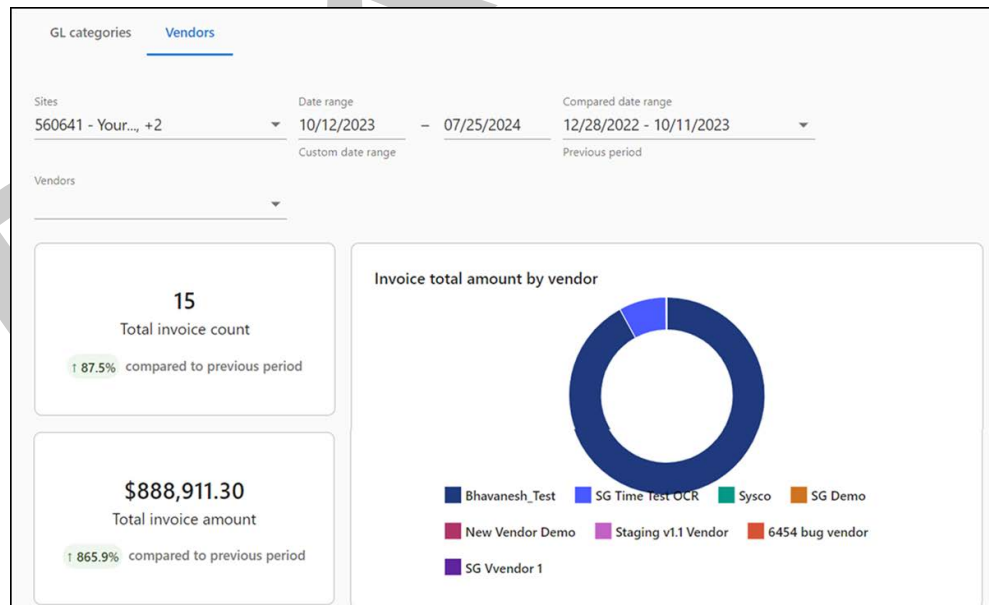 GL categories Vendors
Sites Date range Compared date range
560641 - Your..., +2 10/12/2023 – 07/25/2024 12/28/2022 - 10/11/2023
Custom date range Previous period
Vendors
15
Total invoice count
↑ 87.5% compared to previous period
$888,911.30
Total invoice amount
↑ 865.9% compared to previous period
Invoice total amount by vendor
Bhavanesh_Test SG Time Test OCR Sysco SG Demo
New Vendor Demo Staging v1.1 Vendor 6454 bug vendor
SG Vvendor 1